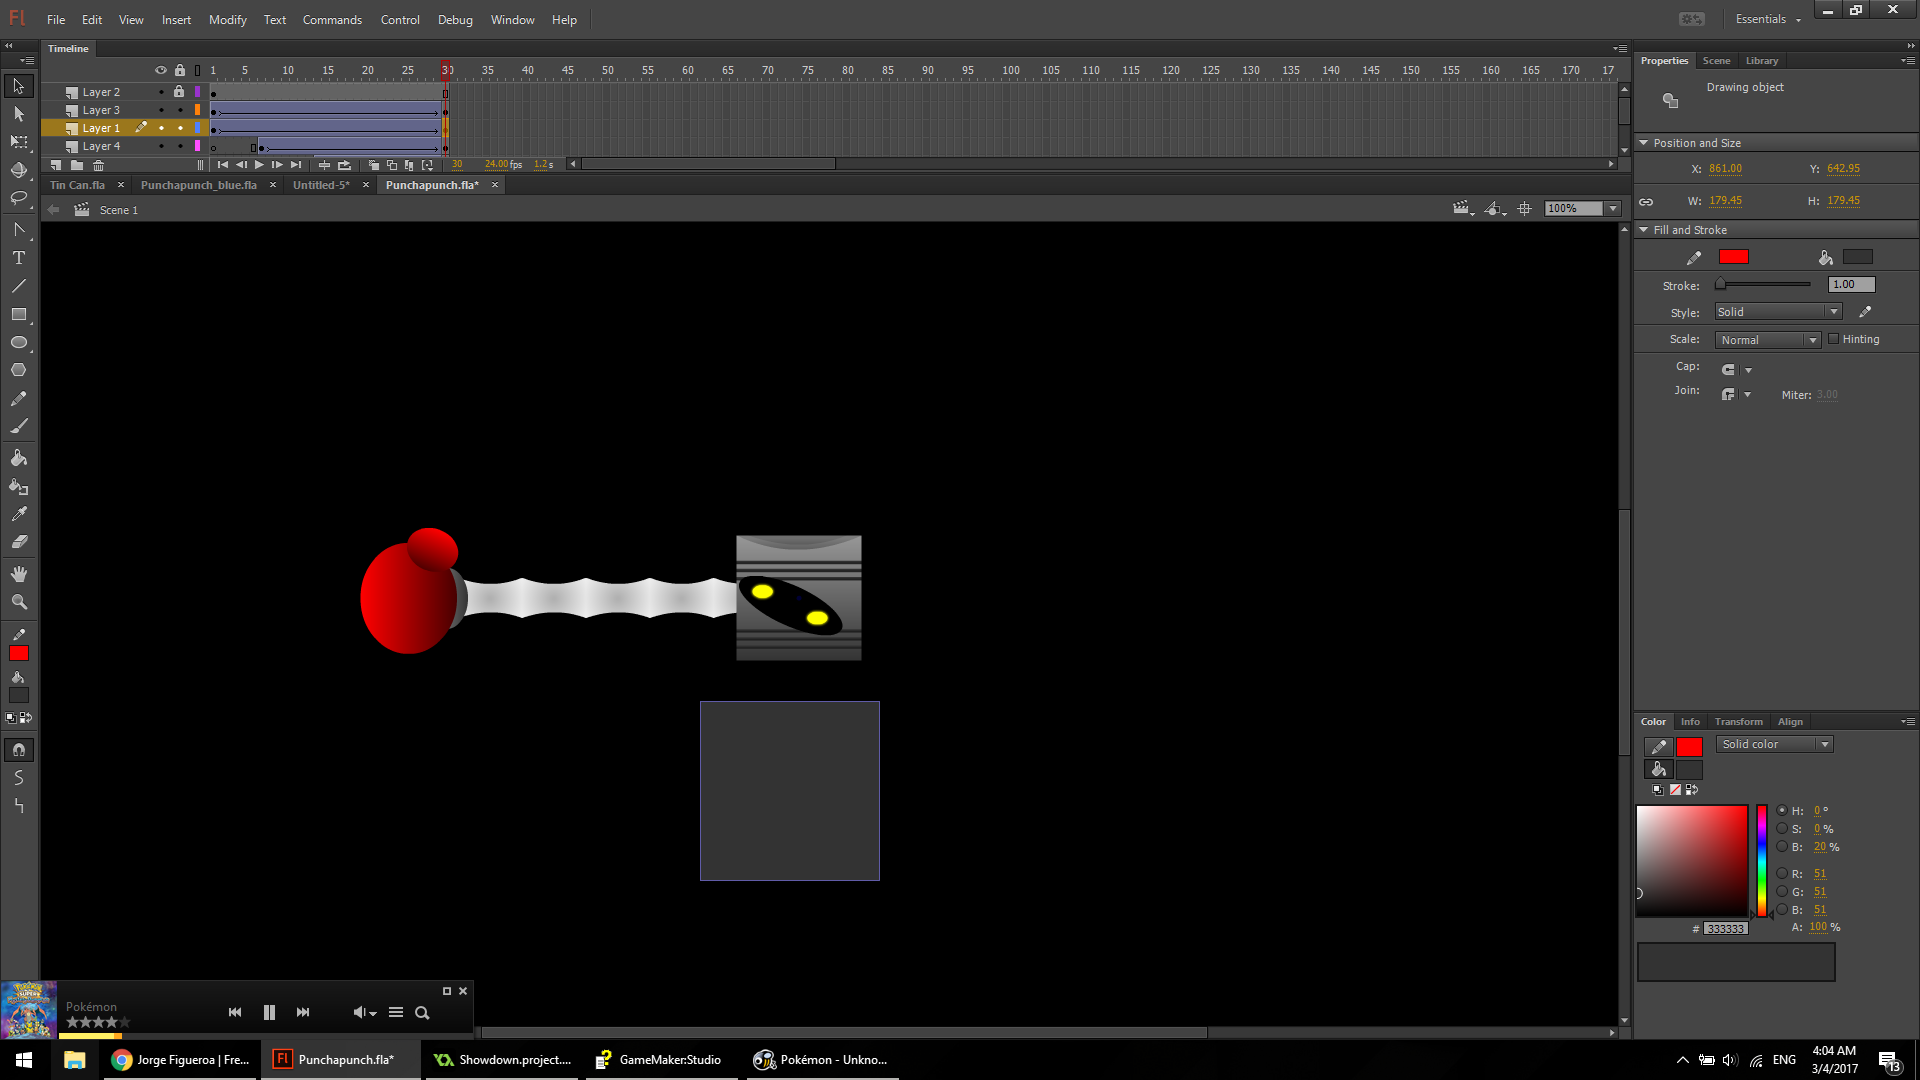 Fl File Edit View Insert Modify Text Commands Control Debug Window Help Essentials
Timeline
1 5 10 15 20 25 30 35 40 45 50 55 60 65 70 75 80 85 90 95 100 105 110 115 120 125 130 135 140 145 150 155 160 165 170 17
Layer 2
Layer 3
Layer 1
Layer 4
30 24.00 fps 1.2 s
Tin Can.fla Punchapunch_blue.fla Untitled-5* Punchapunch.fla*
Scene 1 100%
Properties Scene Library
Drawing object
Position and Size
X: 861.00 Y: 642.95
W: 179.45 H: 179.45
Fill and Stroke
Stroke: 1.00
Style: Solid
Scale: Normal Hinting
Cap:
Join: Miter: 3.00
Color Info Transform Align
Solid color
H: 0 °
S: 0 %
B: 20 %
R: 51
G: 51
B: 51
# 333333 A: 100 %
Pokémon
Jorge Figueroa | Fre...
Fl Punchapunch.fla*
Showdown.project....
GameMaker:Studio
Pokémon - Unkno...
ENG
4:04 AM
3/4/2017
13